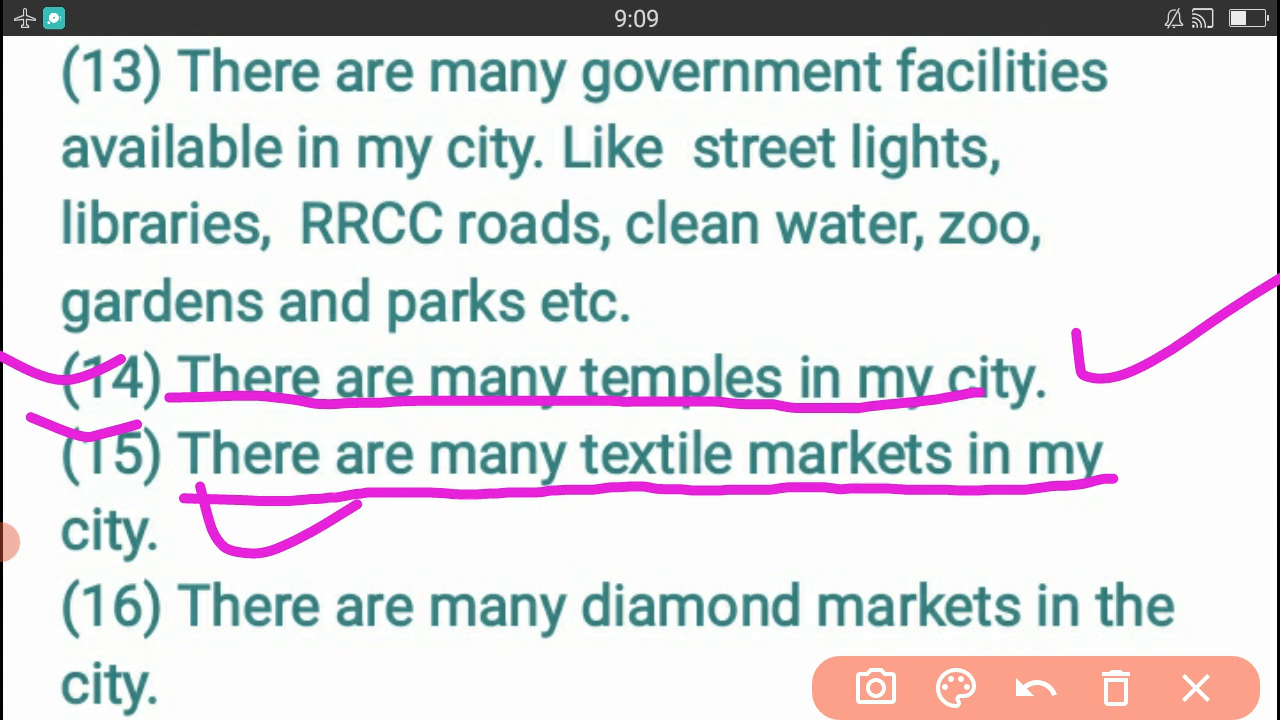 9:09
(13) There are many government facilities
available in my city. Like street lights,
libraries, RRCC roads, clean water, zoo,
gardens and parks etc.
(14) There are many temples in my city.
(15) There are many textile markets in my
city.
(16) There are many diamond markets in the
city.